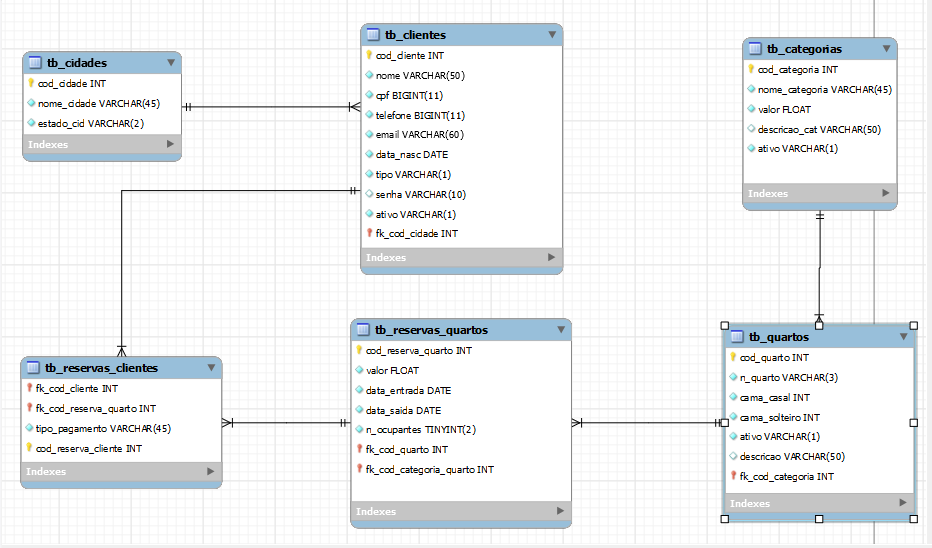 tb_cidades
cod_cidade INT
nome_cidade VARCHAR(45)
estado_cid VARCHAR(2)
Indexes
tb_clientes
cod_cliente INT
nome VARCHAR(50)
cpf BIGINT(11)
telefone BIGINT(11)
email VARCHAR(60)
data_nasc DATE
tipo VARCHAR(1)
senha VARCHAR(10)
ativo VARCHAR(1)
fk_cod_cidade INT
Indexes
tb_categorias
cod_categoria INT
nome_categoria VARCHAR(45)
valor FLOAT
descricao_cat VARCHAR(50)
ativo VARCHAR(1)
Indexes
tb_reservas_clientes
fk_cod_cliente INT
fk_cod_reserva_quarto INT
tipo_pagamento VARCHAR(45)
cod_reserva_cliente INT
Indexes
tb_reservas_quartos
cod_reserva_quarto INT
valor FLOAT
data_entrada DATE
data_saida DATE
n_ocupantes TINYINT(2)
fk_cod_quarto INT
fk_cod_categoria_quarto INT
Indexes
tb_quartos
cod_quarto INT
n_quarto VARCHAR(3)
cama_casal INT
cama_solteiro INT
ativo VARCHAR(1)
descricao VARCHAR(50)
fk_cod_categoria INT
Indexes